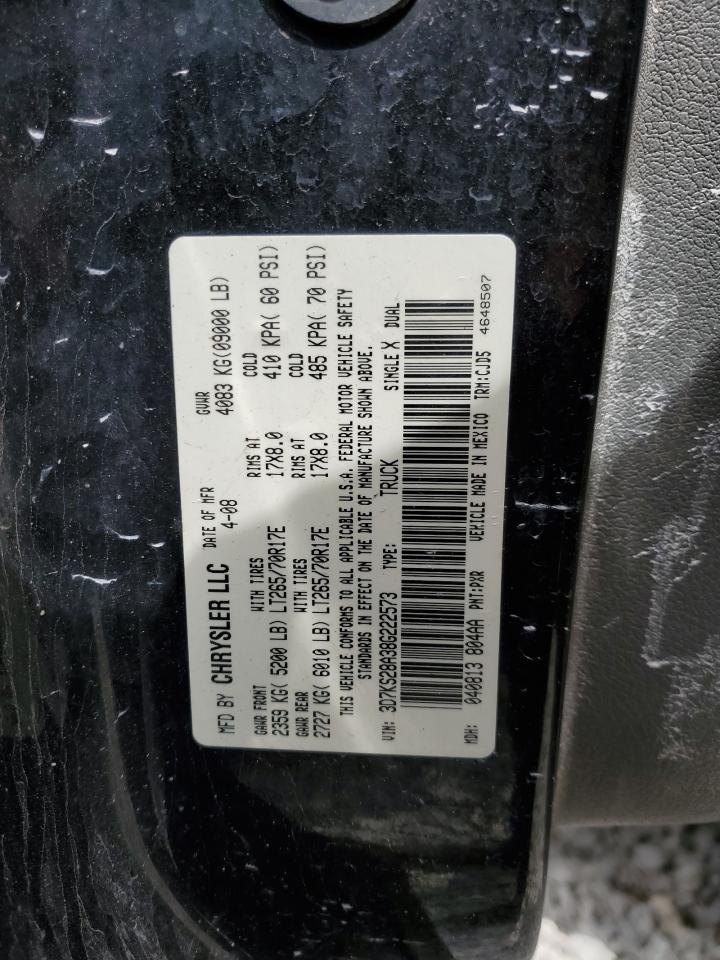 MFD BY CHRYSLER LLC DATE OF MFR GVWR
4-08 4083 KG(09000 LB)
GAWR FRONT WITH TIRES RIMS AT COLD
2359 KG( 5200 LB) LT265/70R17E 17X8.0 410 KPA( 60 PSI)
GAWR REAR WITH TIRES RIMS AT COLD
2727 KG( 6010 LB) LT265/70R17E 17X8.0 485 KPA( 70 PSI)
THIS VEHICLE CONFORMS TO ALL APPLICABLE U.S.A. FEDERAL MOTOR VEHICLE SAFETY
STANDARDS IN EFFECT ON THE DATE OF MANUFACTURE SHOWN ABOVE.
VIN: 3D7KS28A38G222573 TYPE: TRUCK SINGLE X DUAL
MDH: 040813 804AA PNT:PXR VEHICLE MADE IN MEXICO TRM:CJD5
4648507